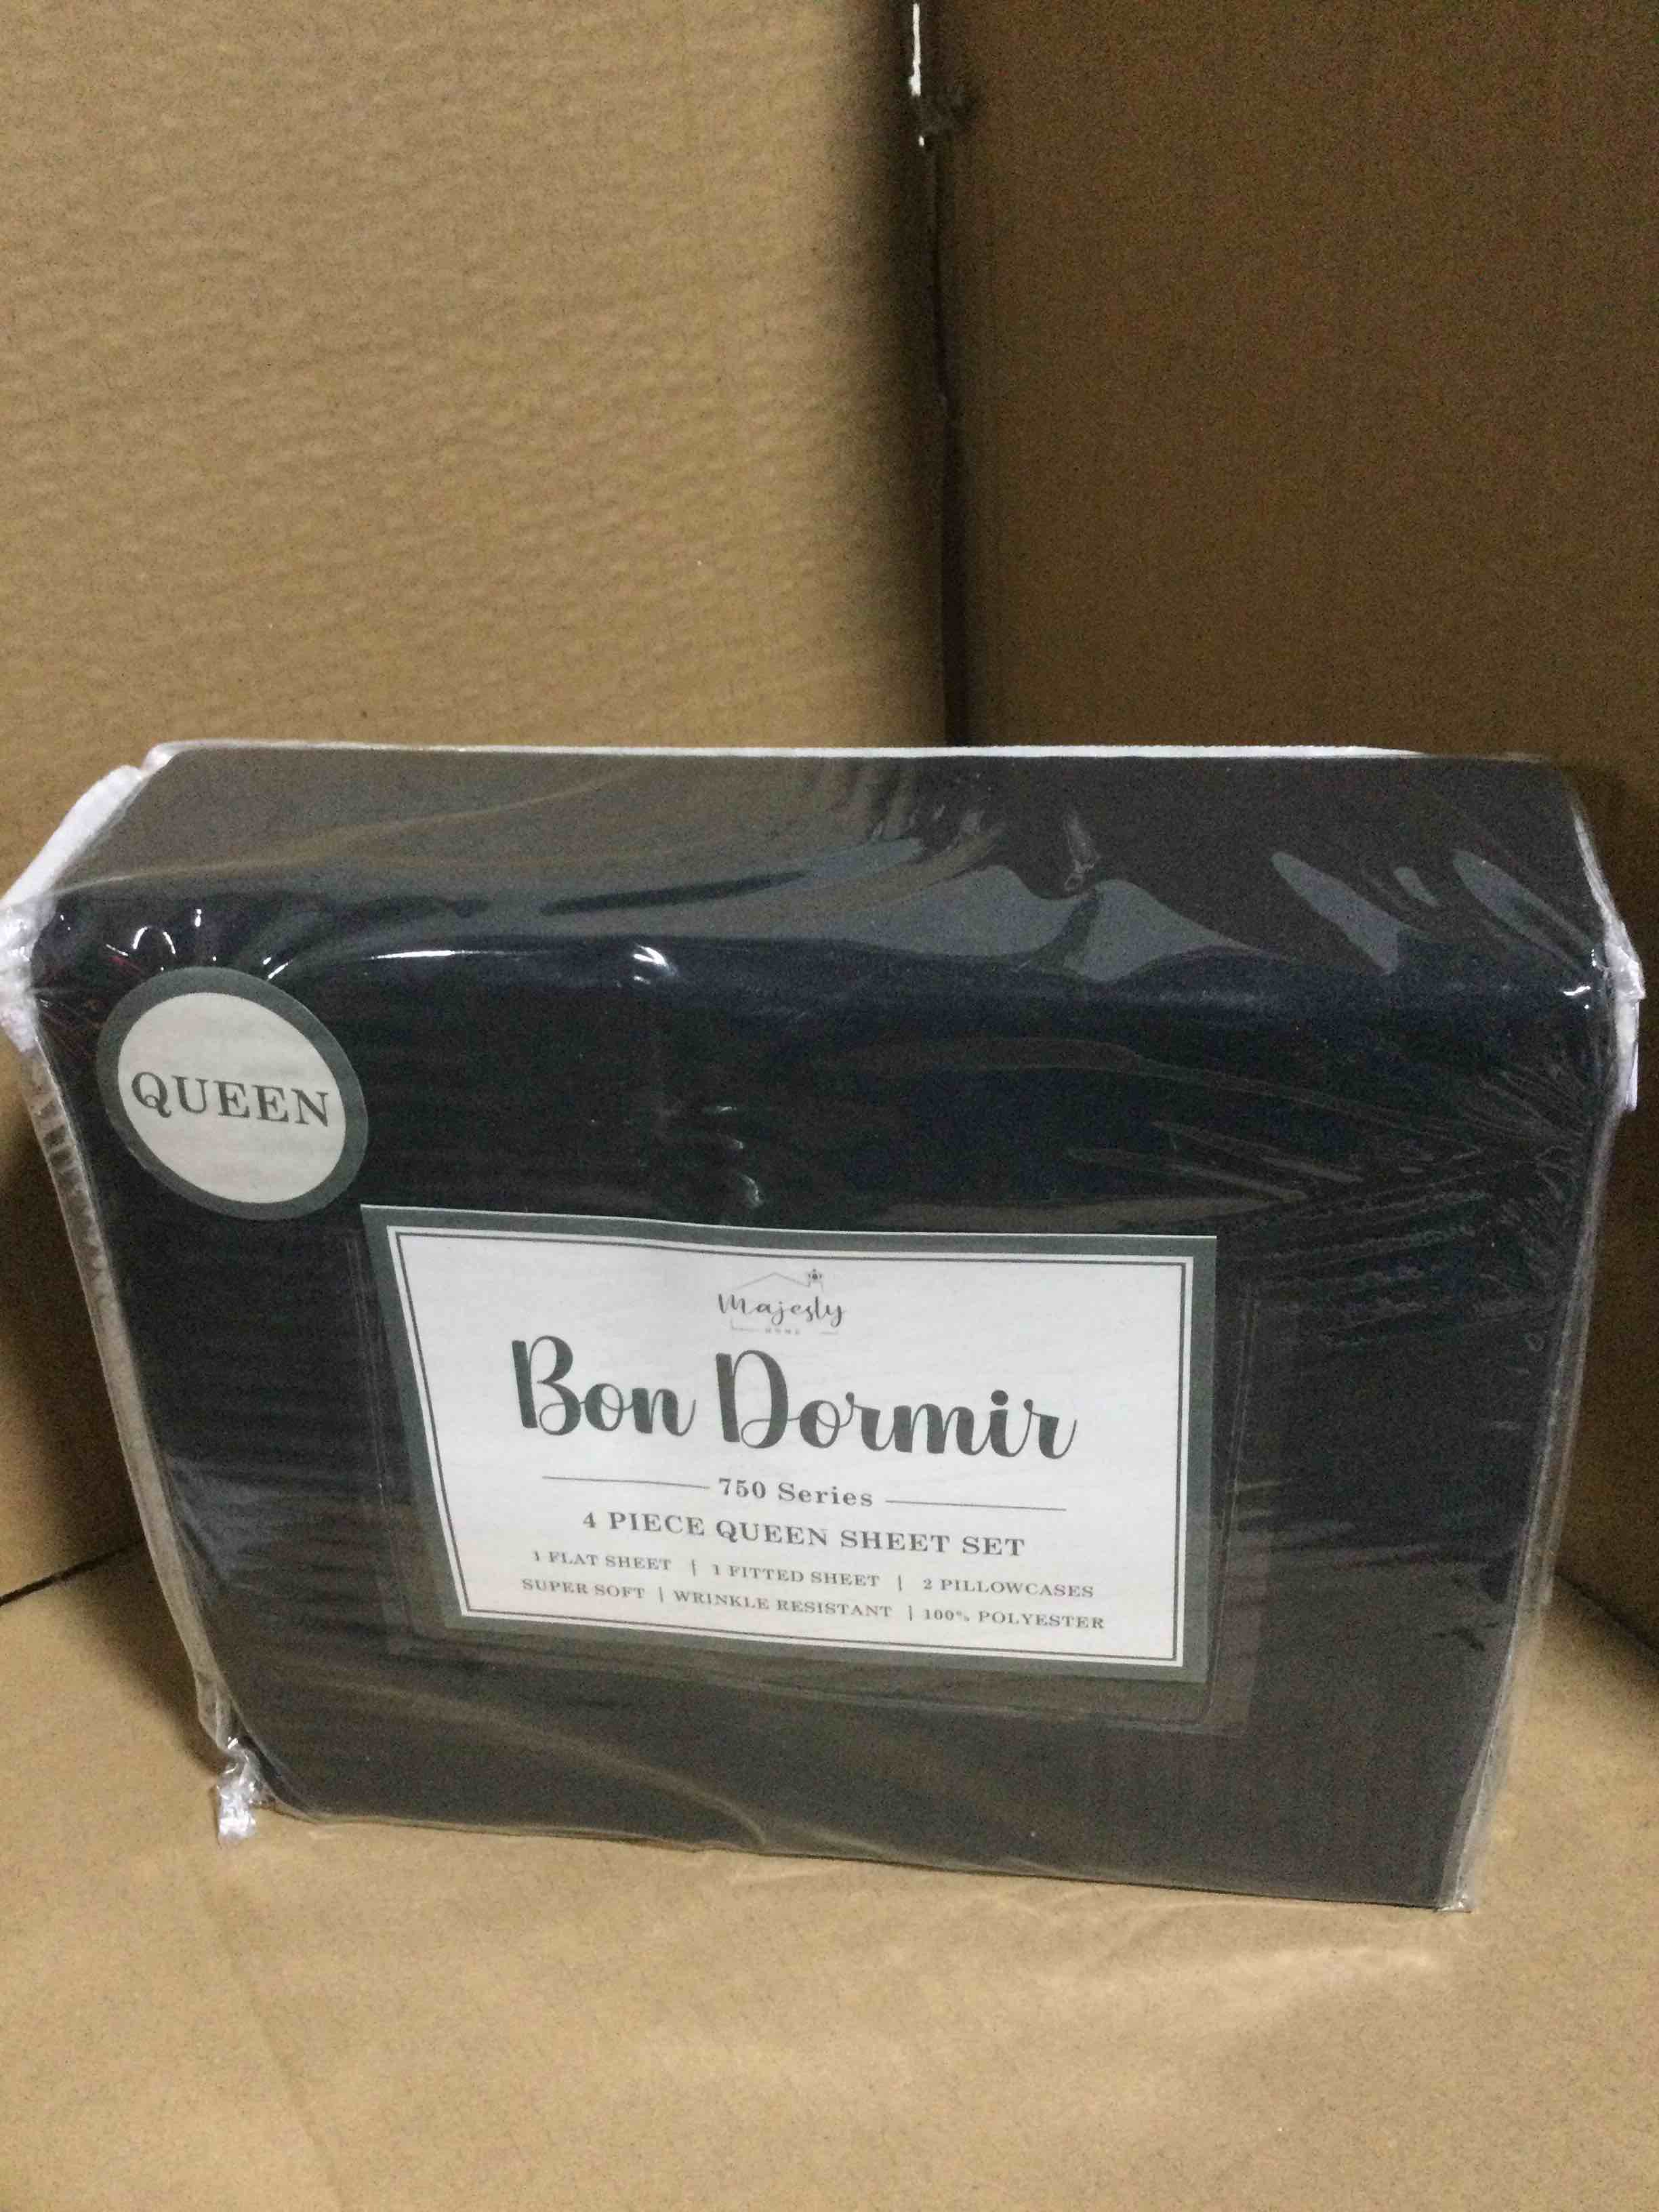 QUEEN
Majesty
HOME
Bon Dormir
750 Series
4 PIECE QUEEN SHEET SET
1 FLAT SHEET | 1 FITTED SHEET | 2 PILLOWCASES
SUPER SOFT | WRINKLE RESISTANT | 100% POLYESTER